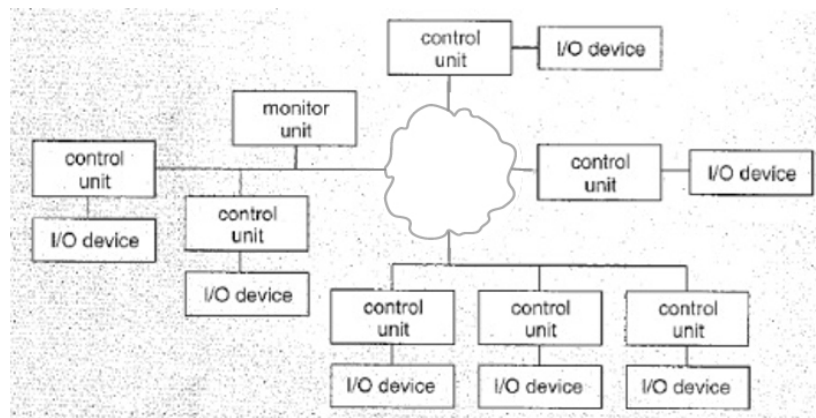 control
unit
I/O device
monitor
unit
control
unit
I/O device
control
unit
I/O device
control
unit
I/O device
control
unit
I/O device
control
unit
I/O device
control
unit
I/O device